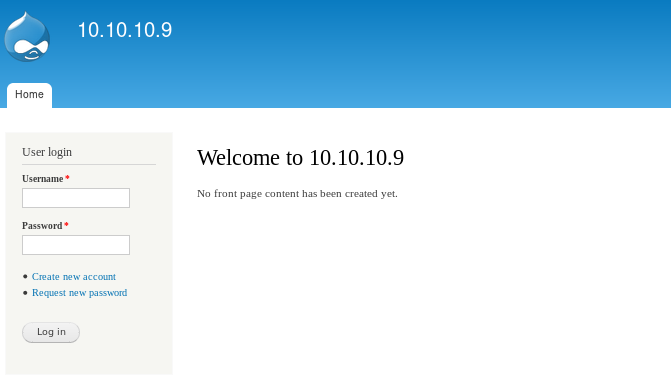 10.10.10.9
Home
User login
Username *
Password *
Create new account
Request new password
Log in
Welcome to 10.10.10.9
No front page content has been created yet.